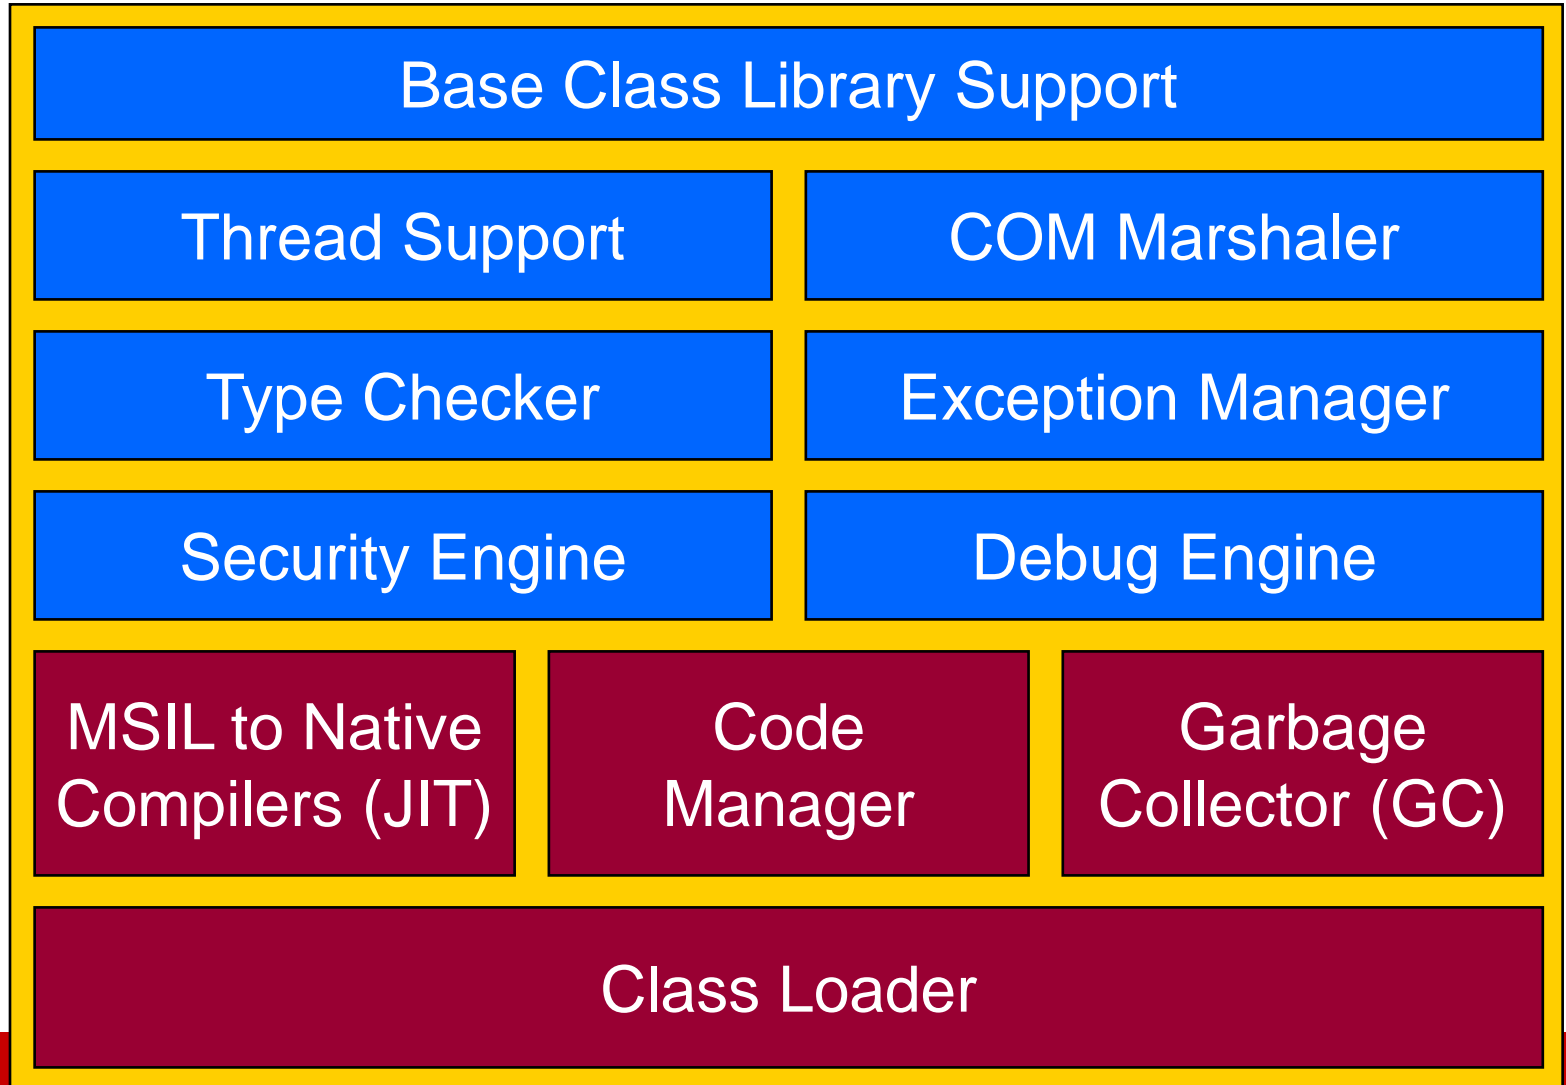 Base Class Library Support
Thread Support
COM Marshaler
Type Checker
Exception Manager
Security Engine
Debug Engine
MSIL to Native
Compilers (JIT)
Code
Manager
Garbage
Collector (GC)
Class Loader